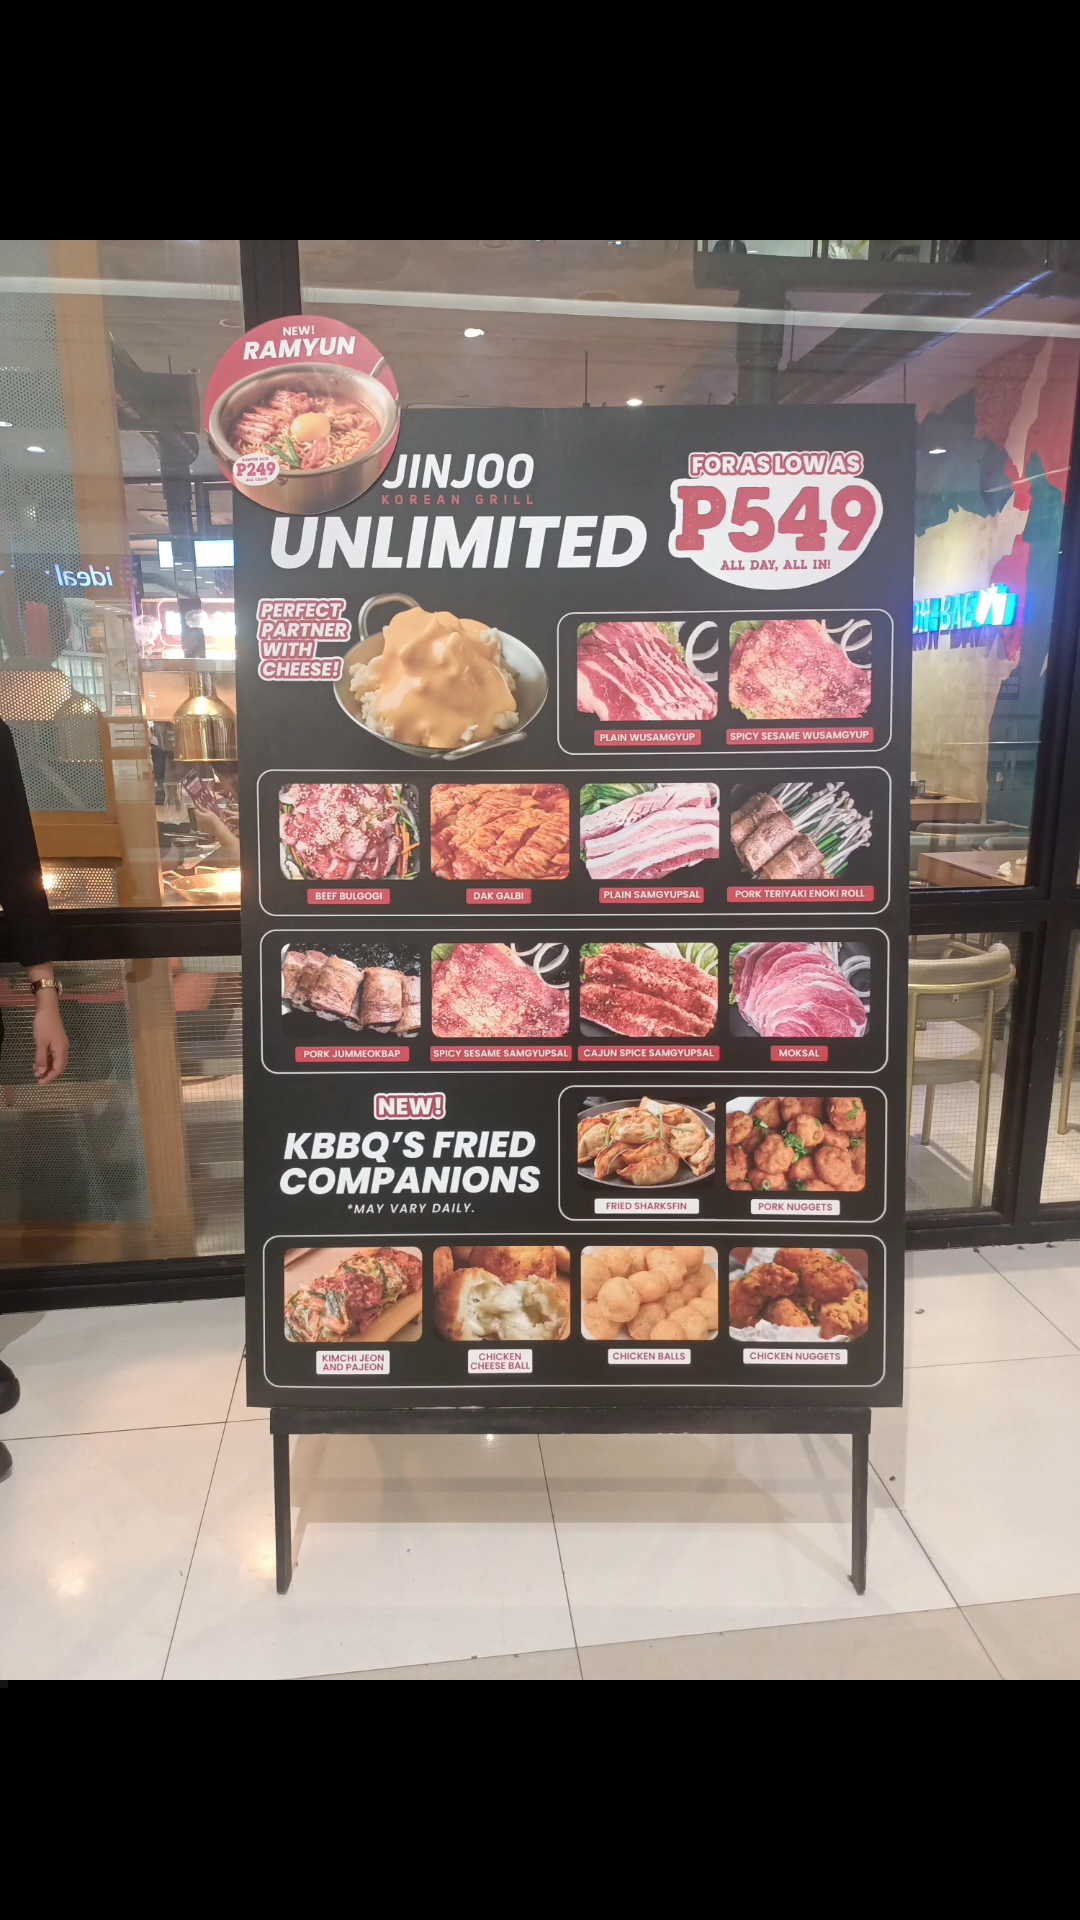 NEW!
RAMYUN
P249
JINJOO
KOREAN GRILL
UNLIMITED
FOR AS LOW AS
P549
ALL DAY, ALL IN!
PERFECT
PARTNER
WITH
CHEESE!
PLAIN WUSAMGYUP
SPICY SESAME WUSAMGYUP
BEEF BULGOGI
DAK GALBI
PLAIN SAMGYUPSAL
PORK TERIYAKI ENOKI ROLL
PORK JUMMEOKBAP
SPICY SESAME SAMGYUPSAL
CAJUN SPICE SAMGYUPSAL
MOKSAL
NEW!
KBBQ'S FRIED
COMPANIONS
*MAY VARY DAILY.
FRIED SHARKSFIN
PORK NUGGETS
KIMCHI JEON
AND PAJEON
CHICKEN
CHEESE BALL
CHICKEN BALLS
CHICKEN NUGGETS
ideal